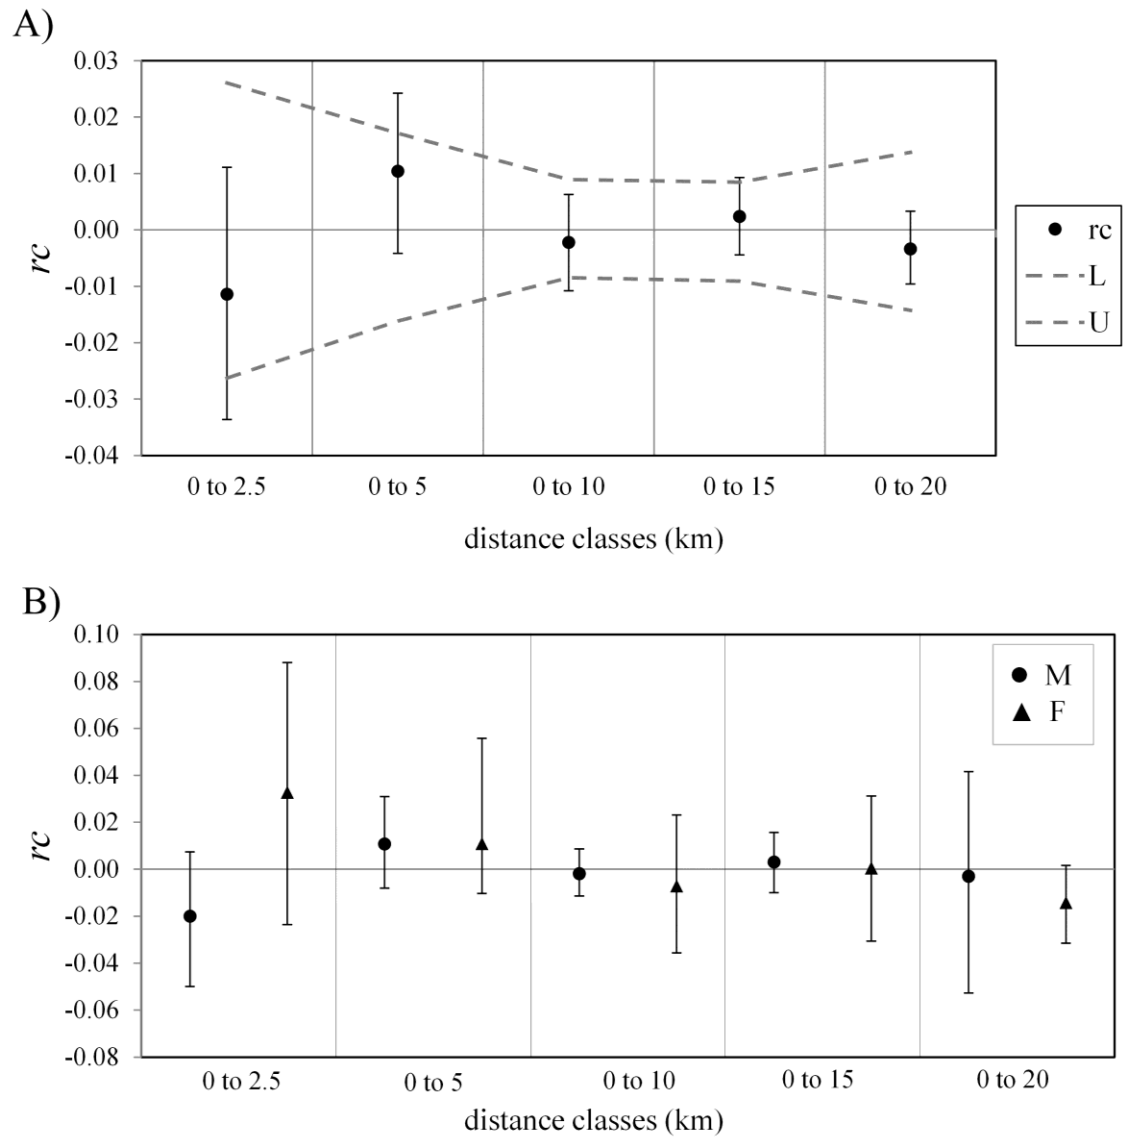 A)
0.03
0.02
0.01
0.00
-0.01
-0.02
-0.03
-0.04
rc
0 to 2.5 0 to 5 0 to 10 0 to 15 0 to 20
distance classes (km)
rc
L
U
B)
0.10
0.08
0.06
0.04
0.02
0.00
-0.02
-0.04
-0.06
-0.08
rc
M
F
0 to 2.5 0 to 5 0 to 10 0 to 15 0 to 20
distance classes (km)